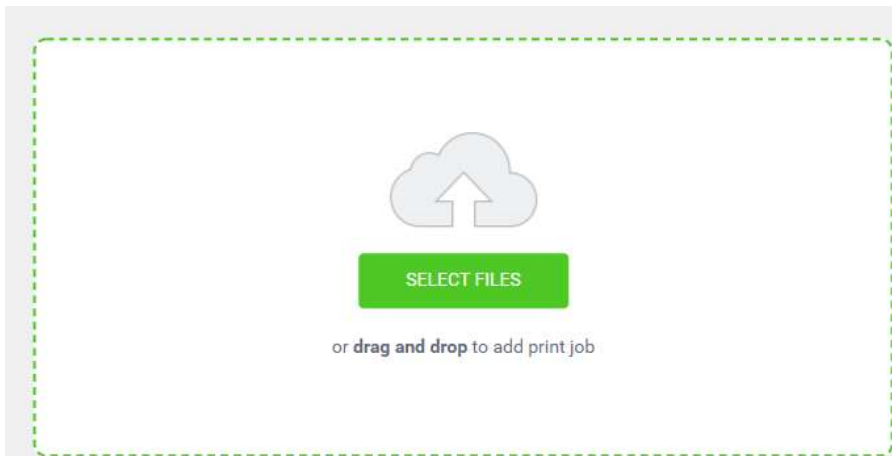 SELECT FILES
or drag and drop to add print job